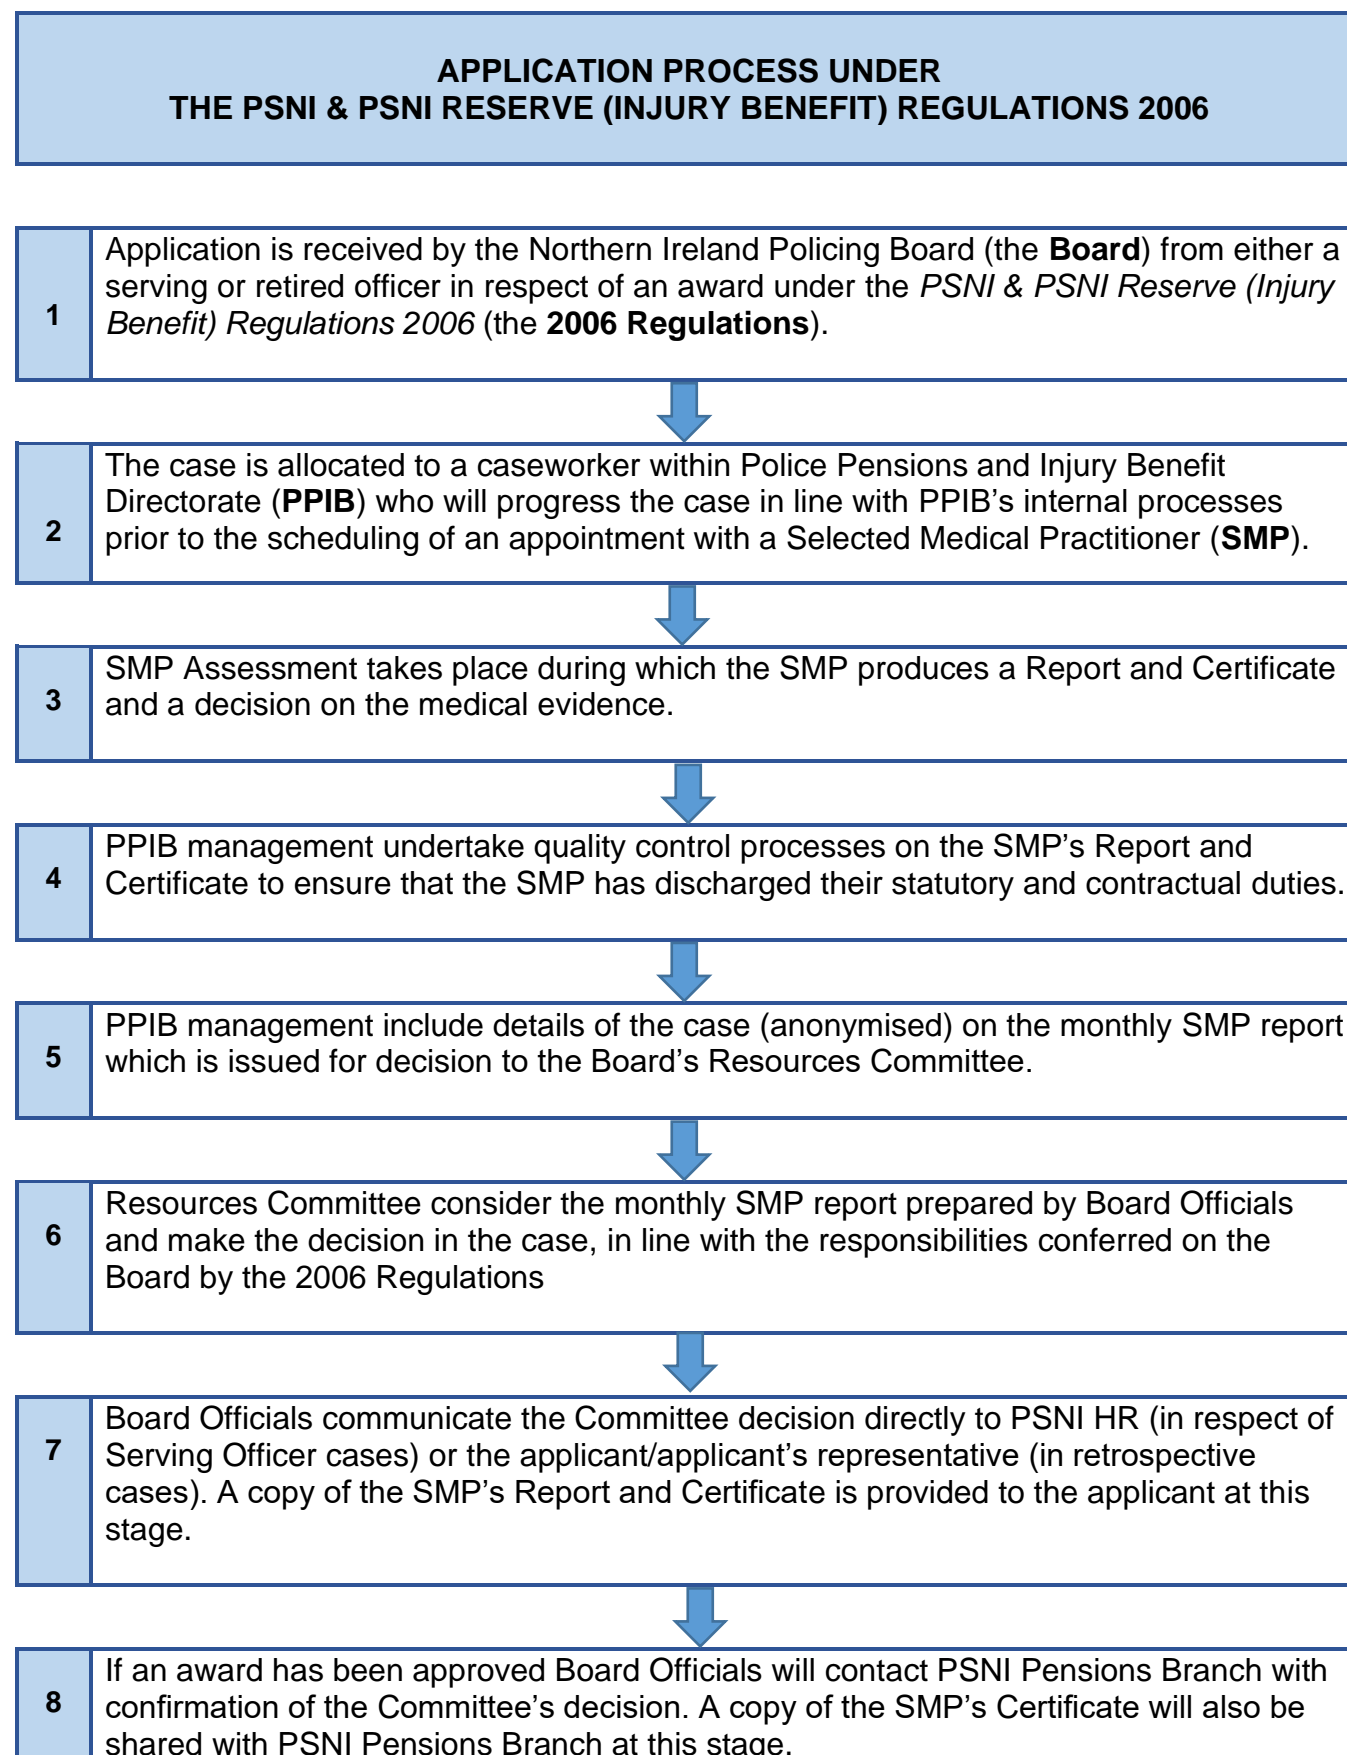 APPLICATION PROCESS UNDER
THE PSNI & PSNI RESERVE (INJURY BENEFIT) REGULATIONS 2006
1
Application is received by the Northern Ireland Policing Board (the Board) from either a
serving or retired officer in respect of an award under the PSNI & PSNI Reserve (Injury
Benefit) Regulations 2006 (the 2006 Regulations).
2
The case is allocated to a caseworker within Police Pensions and Injury Benefit
Directorate (PPIB) who will progress the case in line with PPIB’s internal processes
prior to the scheduling of an appointment with a Selected Medical Practitioner (SMP).
3
SMP Assessment takes place during which the SMP produces a Report and Certificate
and a decision on the medical evidence.
4
PPIB management undertake quality control processes on the SMP’s Report and
Certificate to ensure that the SMP has discharged their statutory and contractual duties.
5
PPIB management include details of the case (anonymised) on the monthly SMP report
which is issued for decision to the Board’s Resources Committee.
6
Resources Committee consider the monthly SMP report prepared by Board Officials
and make the decision in the case, in line with the responsibilities conferred on the
Board by the 2006 Regulations
7
Board Officials communicate the Committee decision directly to PSNI HR (in respect of
Serving Officer cases) or the applicant/applicant’s representative (in retrospective
cases). A copy of the SMP’s Report and Certificate is provided to the applicant at this
stage.
8
If an award has been approved Board Officials will contact PSNI Pensions Branch with
confirmation of the Committee’s decision. A copy of the SMP’s Certificate will also be
shared with PSNI Pensions Branch at this stage.